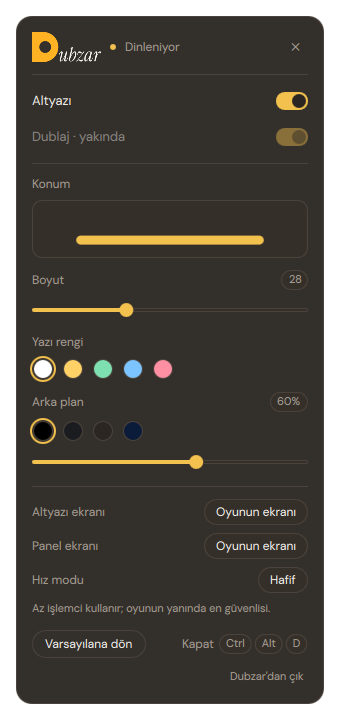 Dubzar Dinleniyor ×
Altyazı
Dublaj · yakında
Konum
Boyut 28
Yazı rengi
Arka plan 60%
Altyazı ekranı Oyunun ekranı
Panel ekranı Oyunun ekranı
Hız modu Hafif
Az işlemci kullanır; oyunun yanında en güvenlisi.
Varsayılana dön Kapat Ctrl Alt D
Dubzar'dan çık